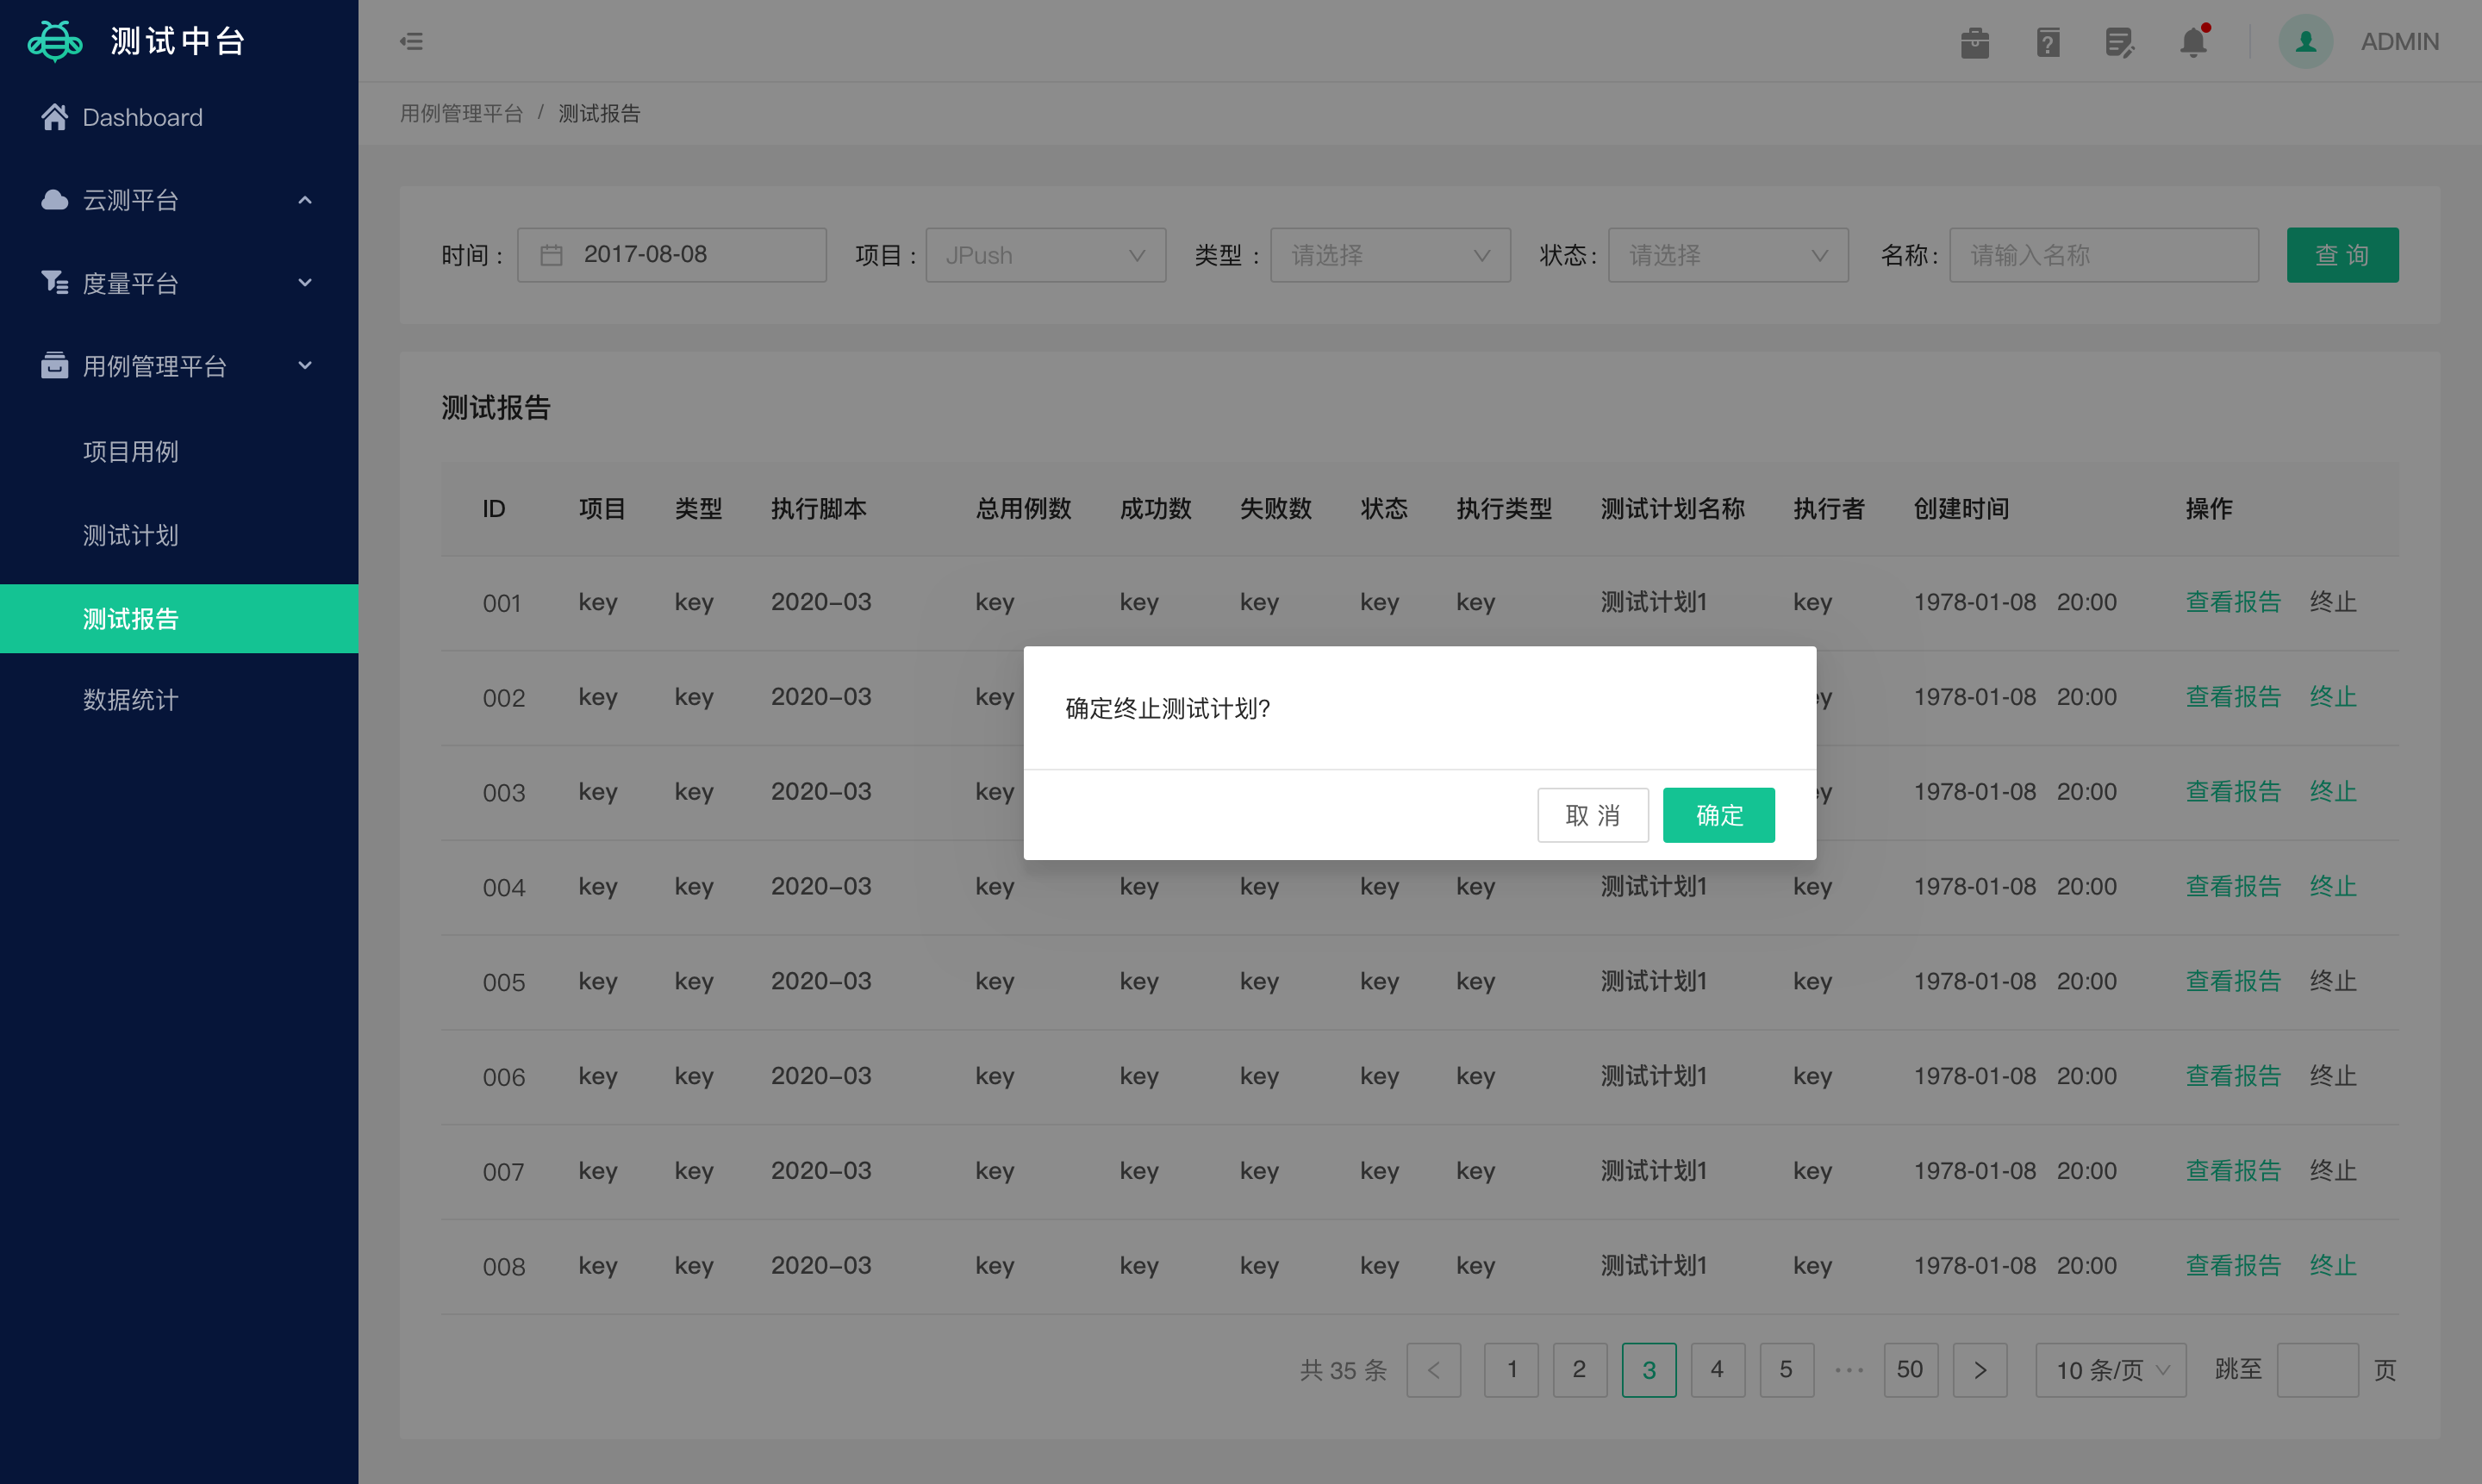 测试中台
ADMIN
Dashboard
云测平台
度量平台
用例管理平台
项目用例
测试计划
测试报告
数据统计
用例管理平台 / 测试报告
时间 : 2017-08-08 项目 : JPush 类型 : 请选择 状态 : 请选择 名称 : 请输入名称 查 询
测试报告
ID 项目 类型 执行脚本 总用例数 成功数 失败数 状态 执行类型 测试计划名称 执行者 创建时间 操作
001 key key 2020-03 key key key key key 测试计划1 key 1978-01-08 20:00 查看报告 终止
002 key key 2020-03 key 1978-01-08 20:00 查看报告 终止
003 key key 2020-03 key 1978-01-08 20:00 查看报告 终止
确定终止测试计划?
取 消 确定
004 key key 2020-03 key key key key key 测试计划1 key 1978-01-08 20:00 查看报告 终止
005 key key 2020-03 key key key key key 测试计划1 key 1978-01-08 20:00 查看报告 终止
006 key key 2020-03 key key key key key 测试计划1 key 1978-01-08 20:00 查看报告 终止
007 key key 2020-03 key key key key key 测试计划1 key 1978-01-08 20:00 查看报告 终止
008 key key 2020-03 key key key key key 测试计划1 key 1978-01-08 20:00 查看报告 终止
共 35 条 < 1 2 3 4 5 ··· 50 > 10 条/页 跳至 页